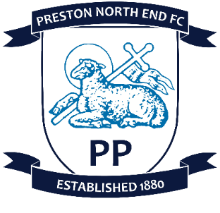 PRESTON NORTH END FC
PP
ESTABLISHED 1880